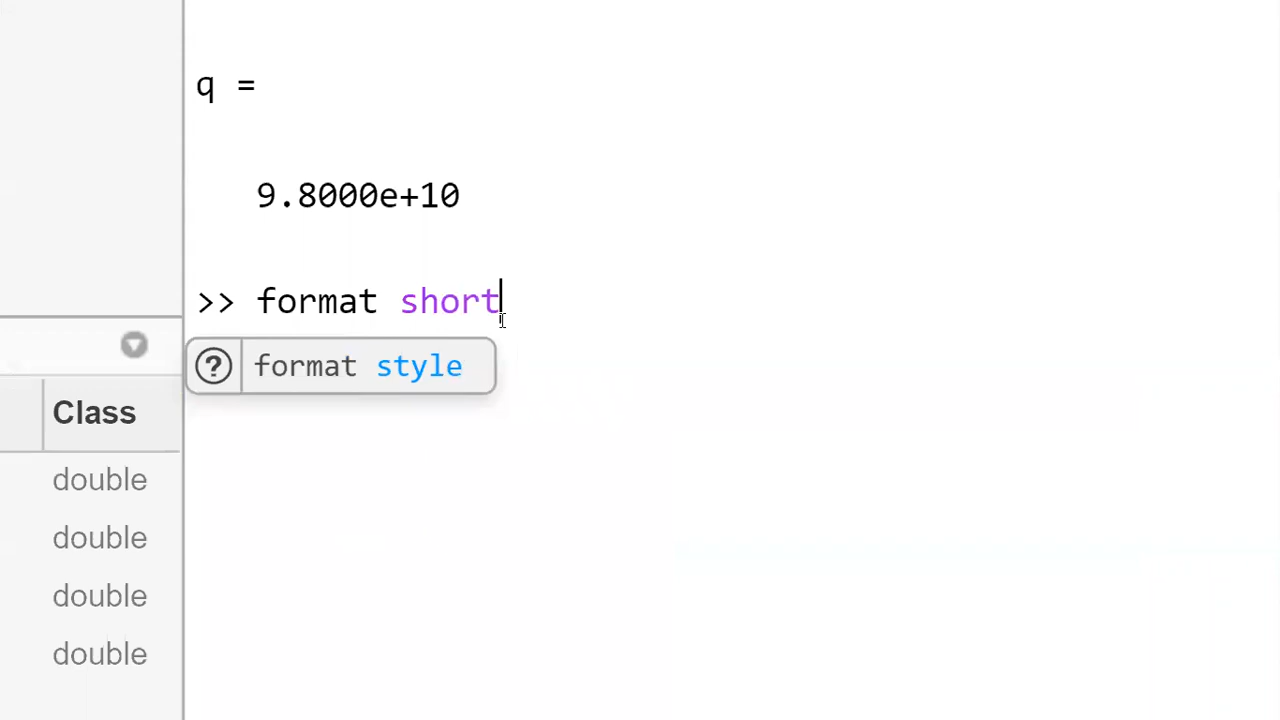 q =
9.8000e+10
>> format short
? format style
Class
double
double
double
double